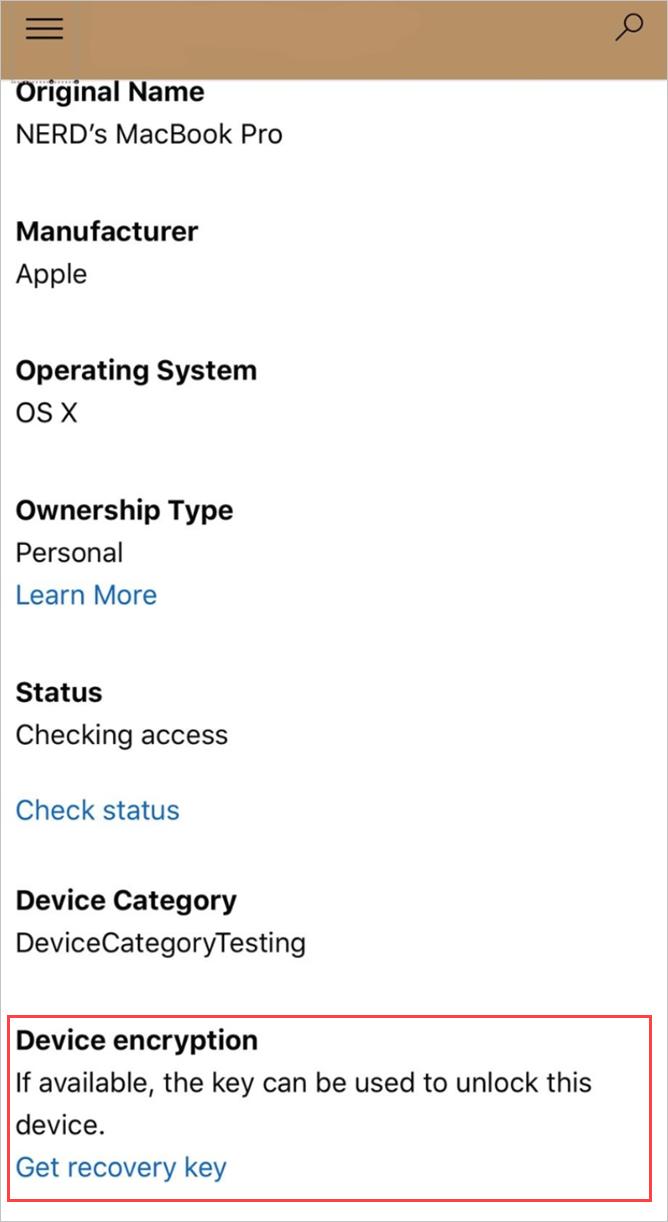 Original Name
NERD’s MacBook Pro
Manufacturer
Apple
Operating System
OS X
Ownership Type
Personal
Learn More
Status
Checking access
Check status
Device Category
DeviceCategoryTesting
Device encryption
If available, the key can be used to unlock this
device.
Get recovery key